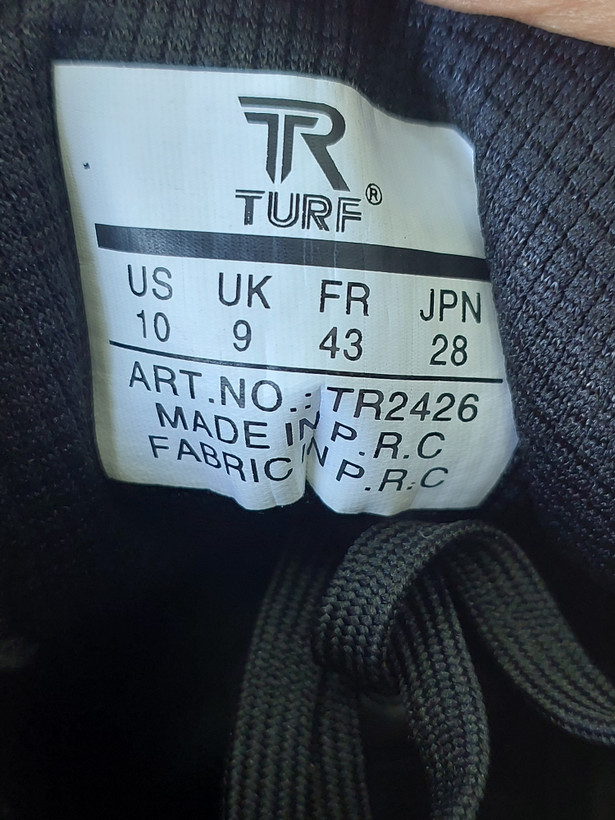 TR
TURF®
US UK FR JPN
10 9 43 28
ART.NO.: TR2426
MADE IN P.R.C
FABRIC IN P.R.C